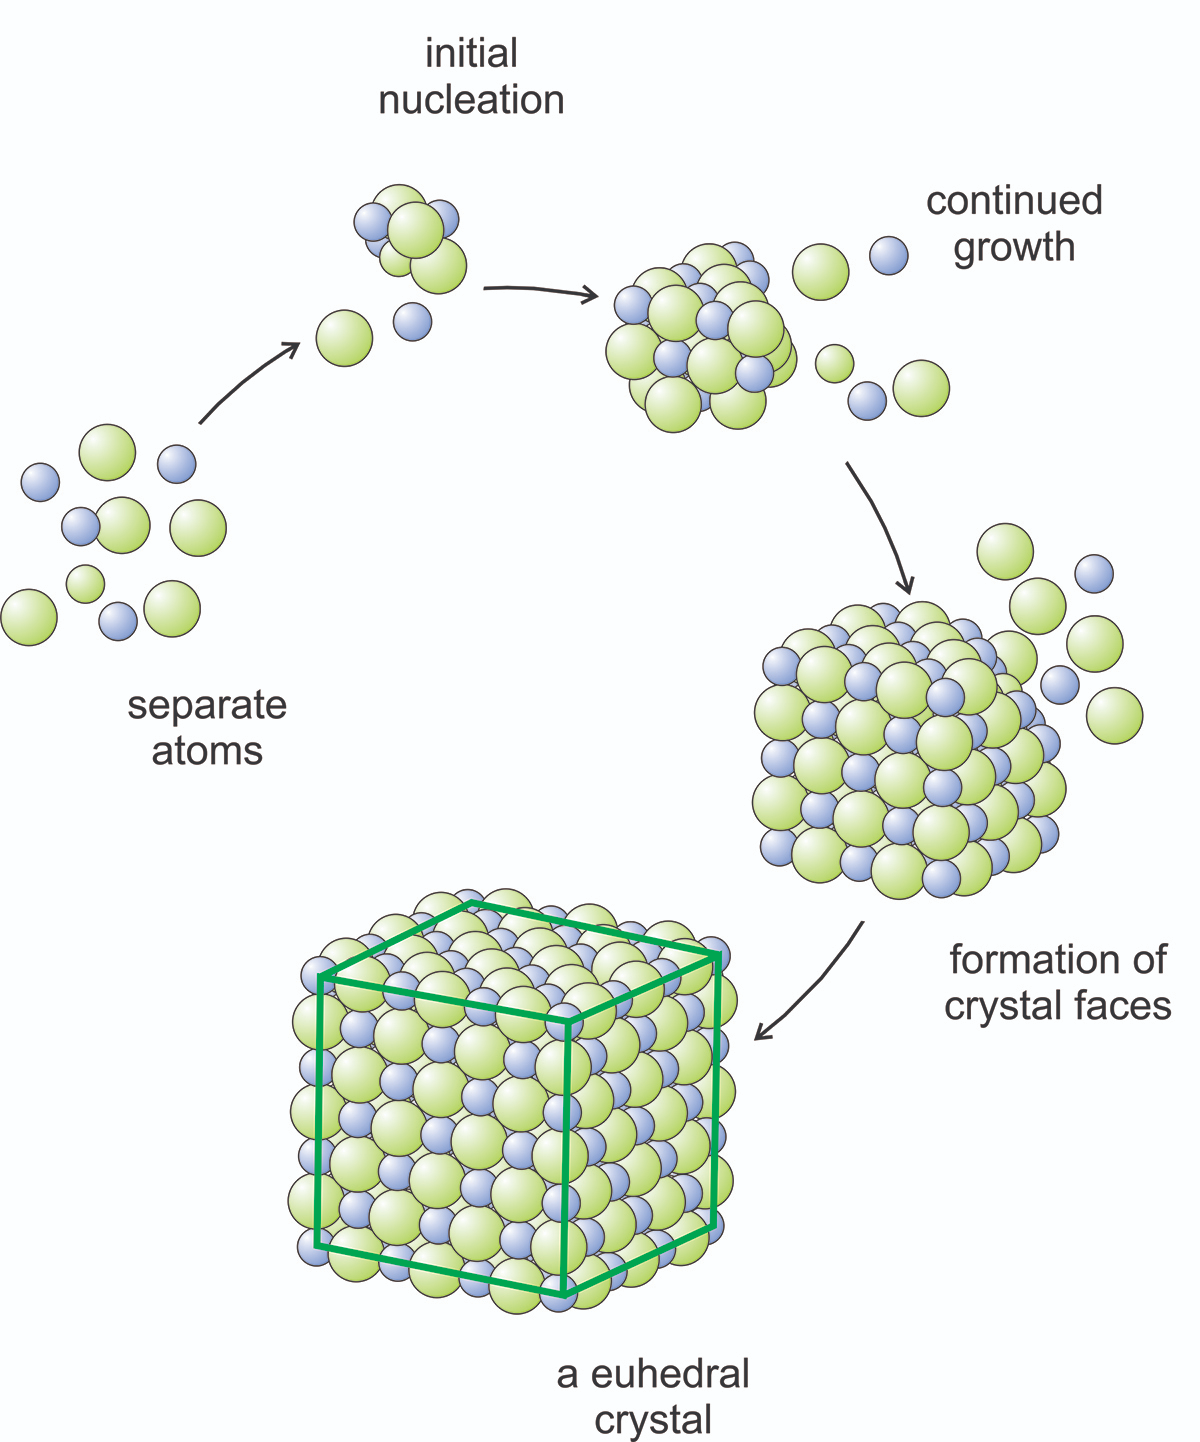 initial
nucleation
continued
growth
separate
atoms
formation of
crystal faces
a euhedral
crystal